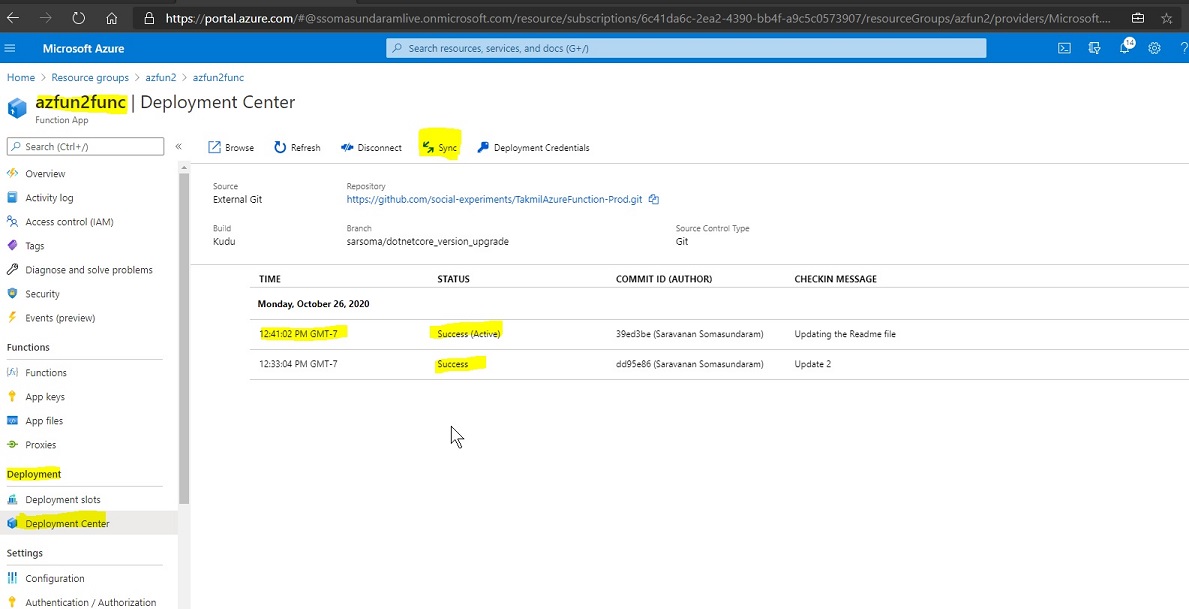 https://portal.azure.com/#@ssomasundaramlive.onmicrosoft.com/resource/subscriptions/6c41da6c-2ea2-4390-bb4f-a9c5c0573907/resourceGroups/azfun2/providers/Microsoft....
Microsoft Azure
Search resources, services, and docs (G+/)
14
?
Home > Resource groups > azfun2 > azfun2func
azfun2func | Deployment Center
Function App
Search (Ctrl+/)
«
Overview
Activity log
Access control (IAM)
Tags
Diagnose and solve problems
Security
Events (preview)
Functions
Functions
App keys
App files
Proxies
Deployment
Deployment slots
Deployment Center
Settings
Configuration
Authentication / Authorization
Browse Refresh Disconnect Sync Deployment Credentials
Source Repository
External Git https://github.com/social-experiments/TakmilAzureFunction-Prod.git
Build Branch Source Control Type
Kudu sarsoma/dotnetcore_version_upgrade Git
TIME STATUS COMMIT ID (AUTHOR) CHECKIN MESSAGE
Monday, October 26, 2020
12:41:02 PM GMT-7 Success (Active) 39ed3be (Saravanan Somasundaram) Updating the Readme file
12:33:04 PM GMT-7 Success dd95e86 (Saravanan Somasundaram) Update 2